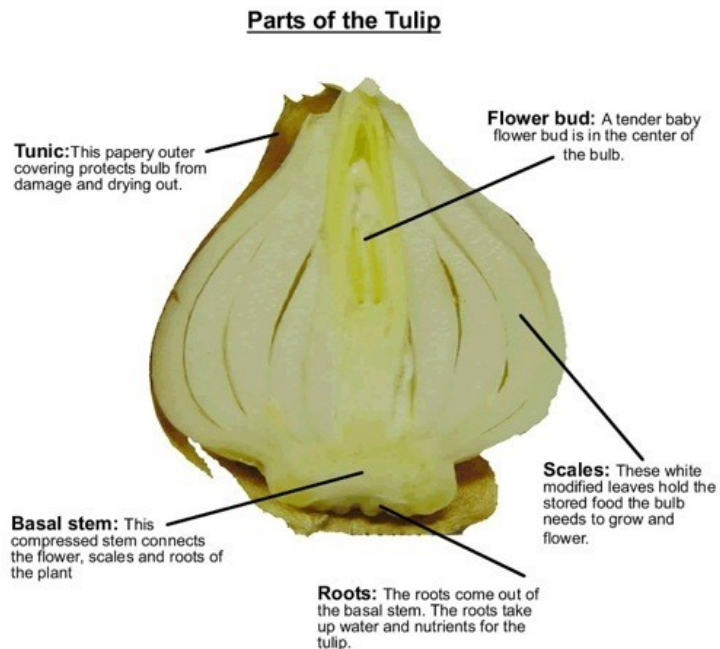 Parts of the Tulip
Flower bud: A tender baby
flower bud is in the center of
the bulb.
Tunic:This papery outer
covering protects bulb from
damage and drying out.
Scales: These white
modified leaves hold the
stored food the bulb
needs to grow and
flower.
Basal stem: This
compressed stem connects
the flower, scales and roots of
the plant
Roots: The roots come out of
the basal stem. The roots take
up water and nutrients for the
tulip.